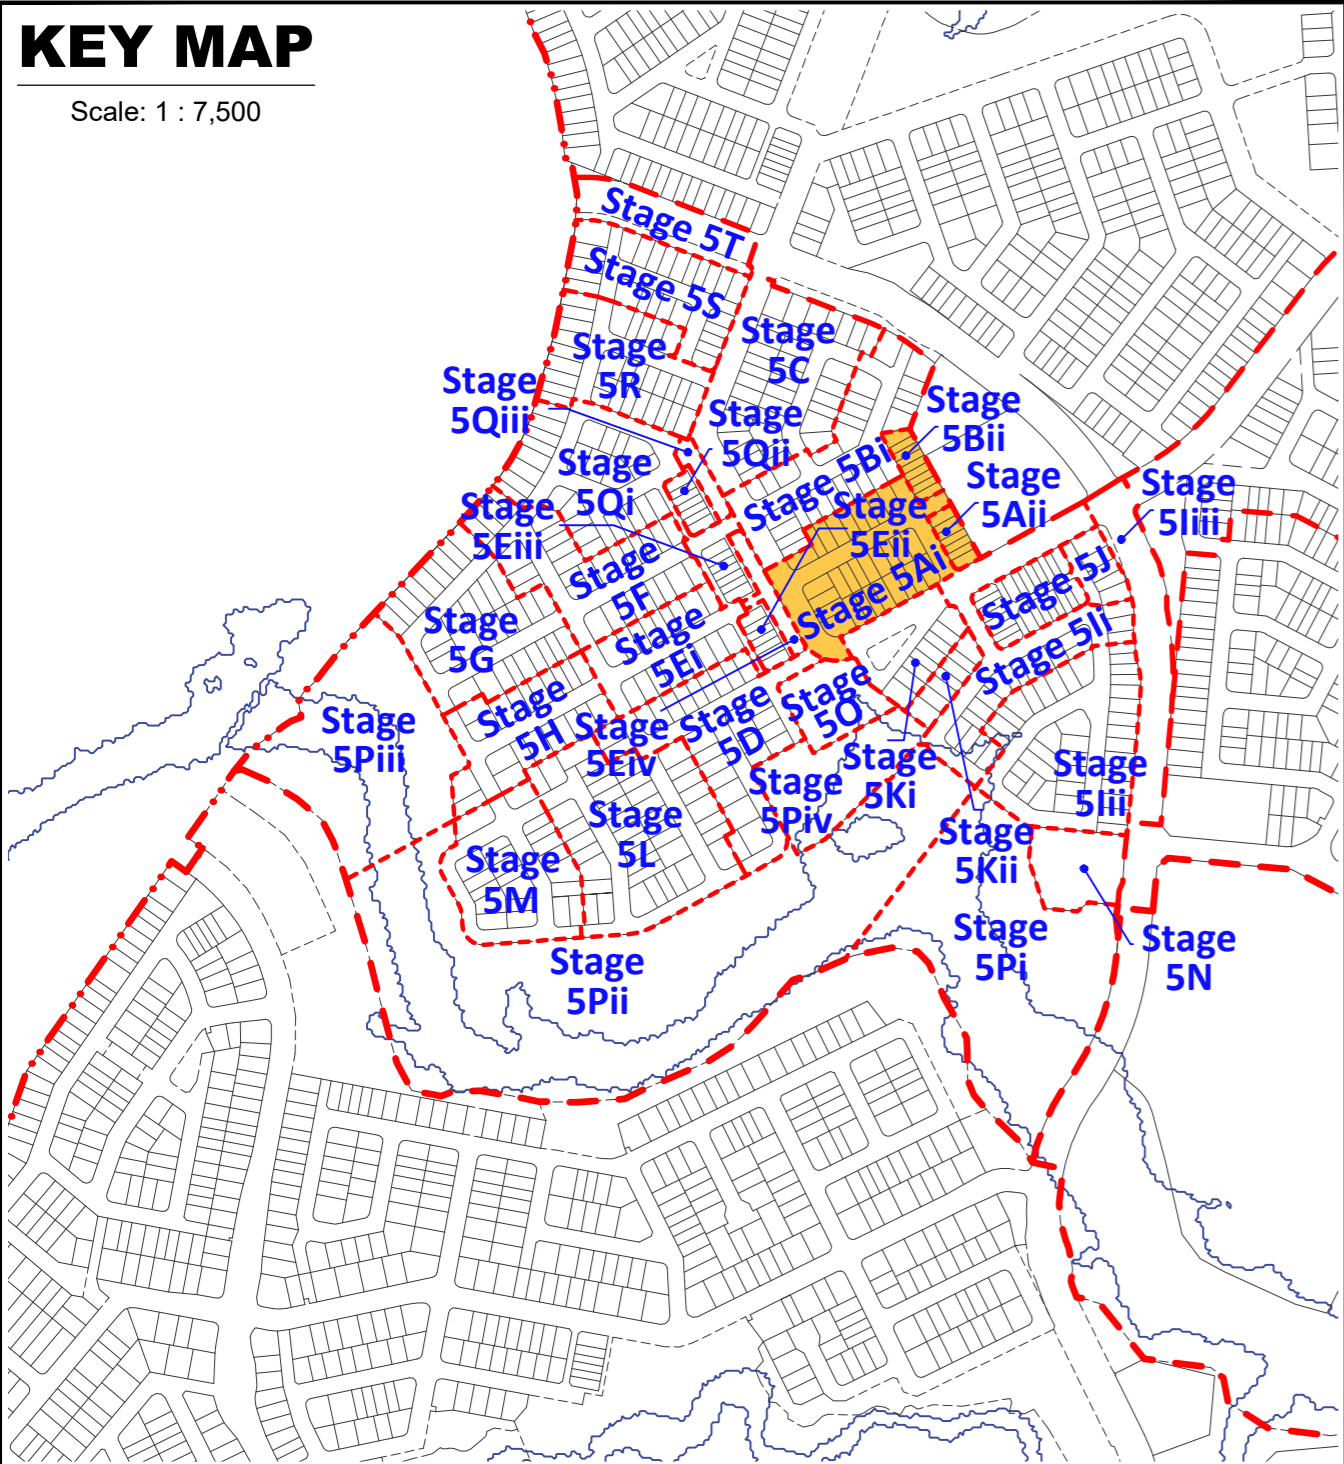 KEY MAP
Scale: 1 : 7,500
Stage 5T
Stage 5S
Stage
5C
Stage
5R
Stage
5Qiii
Stage
5Qii
Stage
5Bii
Stage 5Bi
Stage
5Qi
Stage
5Aii
Stage
5Iiii
Stage
5Eiii
Stage
5Eii
Stage 5Ai
Stage
5F
Stage 5J
Stage
5G
Stage
5Ei
Stage 5Ii
Stage
5Piii
Stage
5H
Stage
5Eiv
Stage
5D
Stage
5O
Stage
5Ki
Stage
5Iii
Stage
5Piv
Stage
5L
Stage
5Kii
Stage
5M
Stage
5Pi
Stage
5N
Stage
5Pii